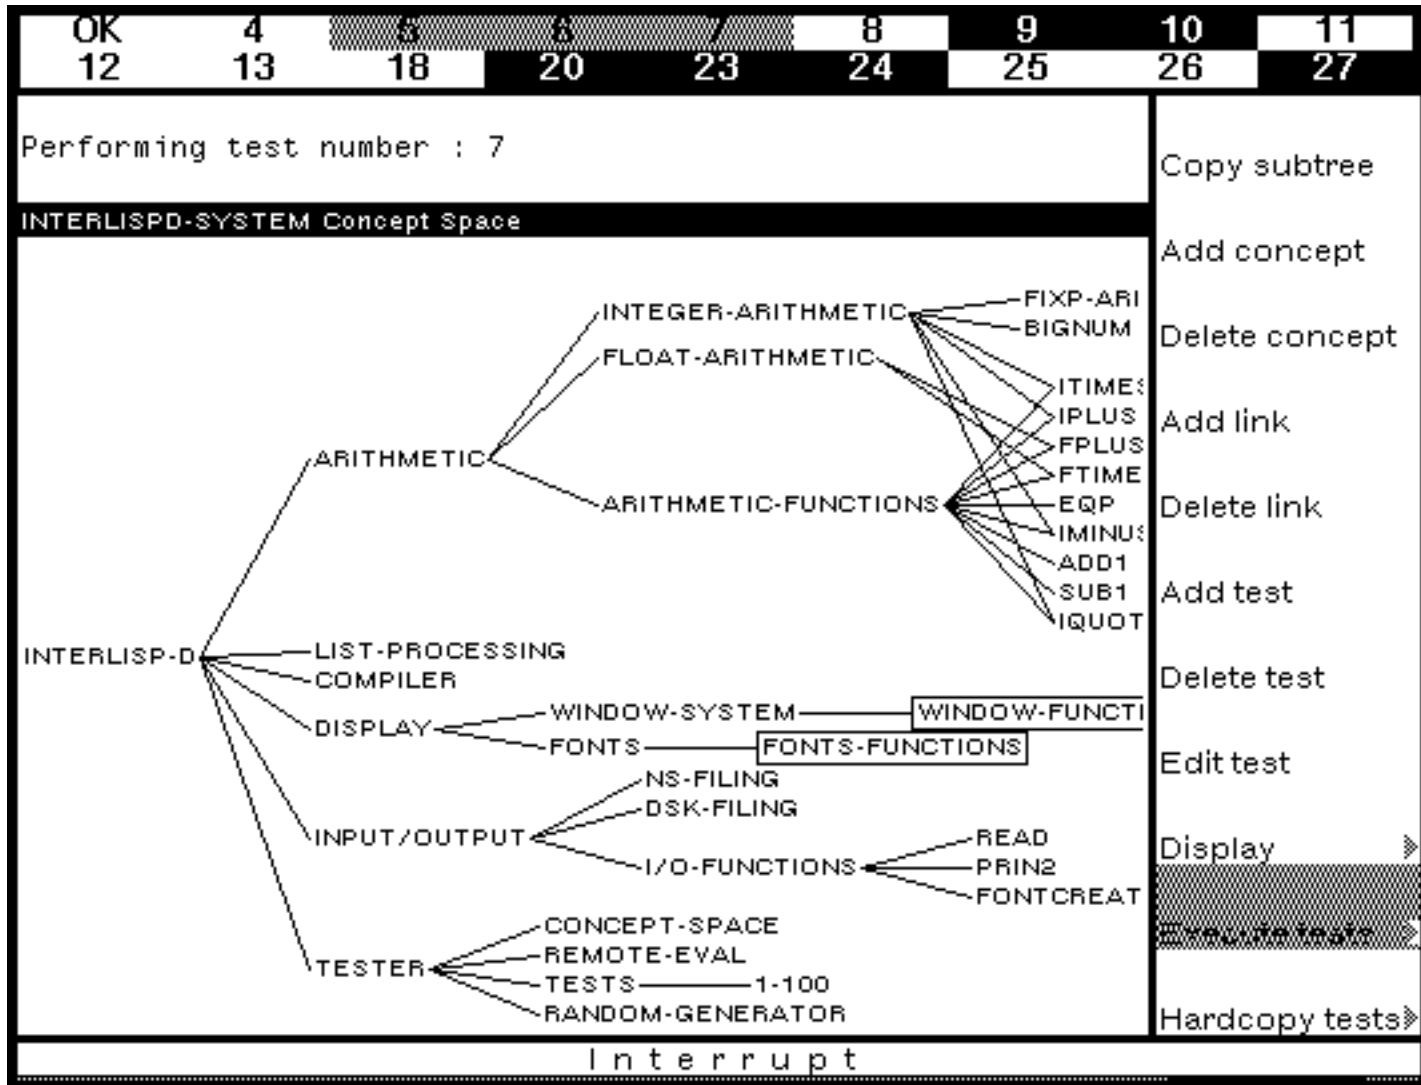 OK 4 5 6 7 8 9 10 11
12 13 18 20 23 24 25 26 27
Performing test number : 7
INTERLISPD-SYSTEM Concept Space
INTERLISP-D
ARITHMETIC
INTEGER-ARITHMETIC
FIXP-ARI
BIGNUM
FLOAT-ARITHMETIC
ITIMES
IPLUS
FPLUS
FTIME
ARITHMETIC-FUNCTIONS
EQP
IMINUS
ADD1
SUB1
IQUOT
LIST-PROCESSING
COMPILER
DISPLAY
WINDOW-SYSTEM
WINDOW-FUNCTI
FONTS
FONTS-FUNCTIONS
INPUT/OUTPUT
NS-FILING
DSK-FILING
I/O-FUNCTIONS
READ
PRIN2
FONTCREAT
TESTER
CONCEPT-SPACE
REMOTE-EVAL
TESTS
1-100
RANDOM-GENERATOR
Copy subtree
Add concept
Delete concept
Add link
Delete link
Add test
Delete test
Edit test
Display
Execute tests
Hardcopy tests
Interrupt